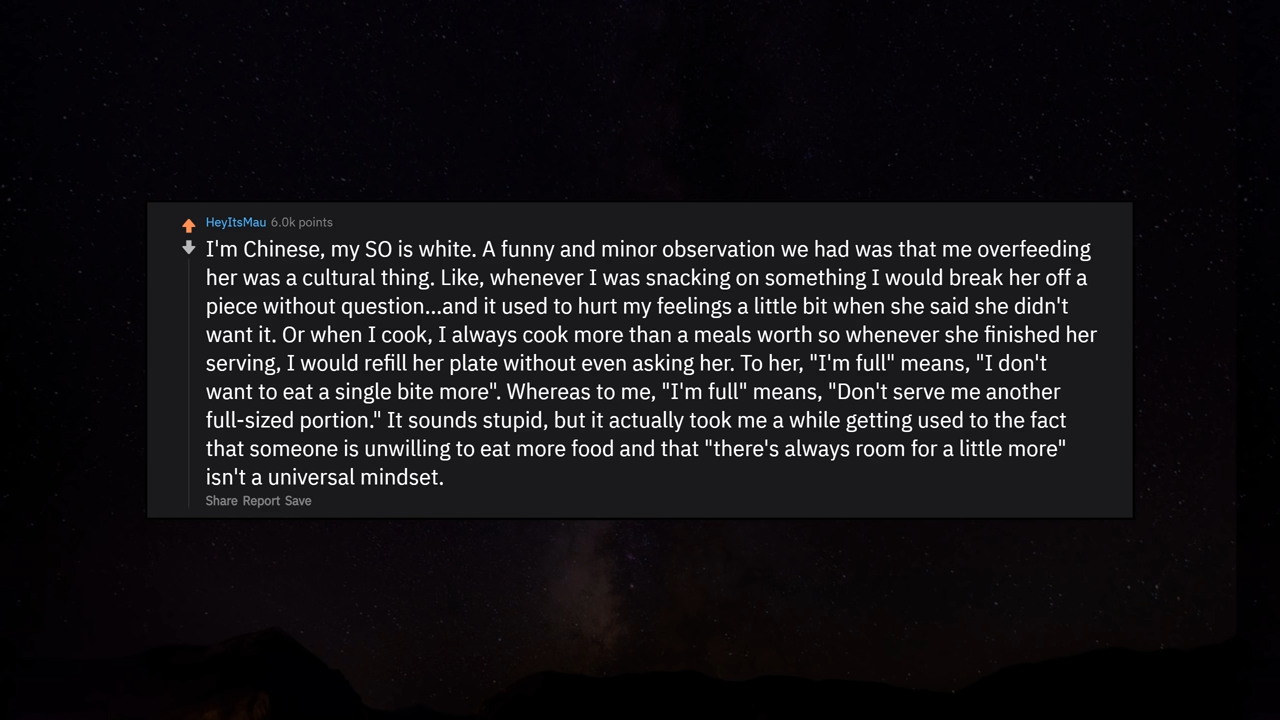 HeyItsMau 6.0k points
I'm Chinese, my SO is white. A funny and minor observation we had was that me overfeeding
her was a cultural thing. Like, whenever I was snacking on something I would break her off a
piece without question...and it used to hurt my feelings a little bit when she said she didn't
want it. Or when I cook, I always cook more than a meals worth so whenever she finished her
serving, I would refill her plate without even asking her. To her, "I'm full" means, "I don't
want to eat a single bite more". Whereas to me, "I'm full" means, "Don't serve me another
full-sized portion." It sounds stupid, but it actually took me a while getting used to the fact
that someone is unwilling to eat more food and that "there's always room for a little more"
isn't a universal mindset.
Share Report Save